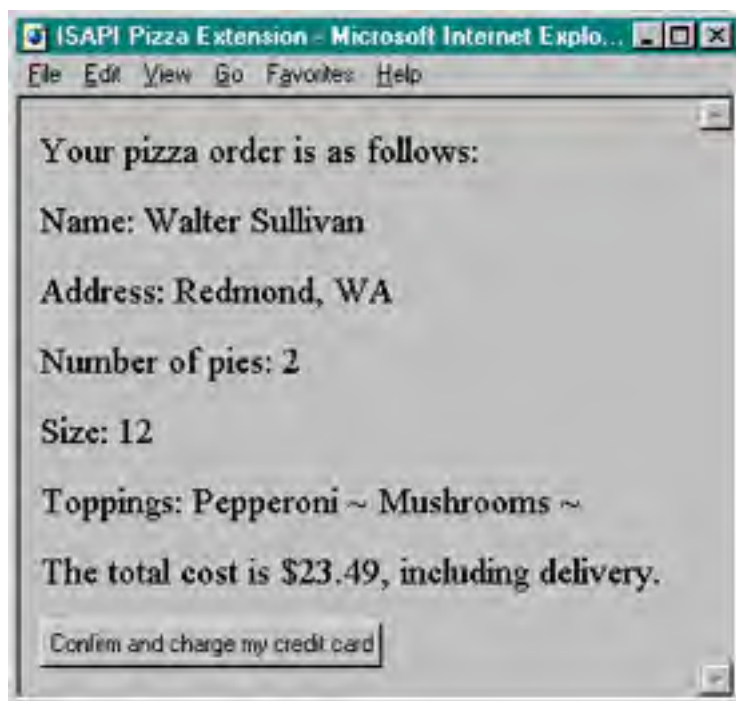 ISAPI Pizza Extension - Microsoft Internet Explo...
File Edit View Go Favorites Help
Your pizza order is as follows:
Name: Walter Sullivan
Address: Redmond, WA
Number of pies: 2
Size: 12
Toppings: Pepperoni ~ Mushrooms ~
The total cost is $23.49, including delivery.
Confirm and charge my credit card